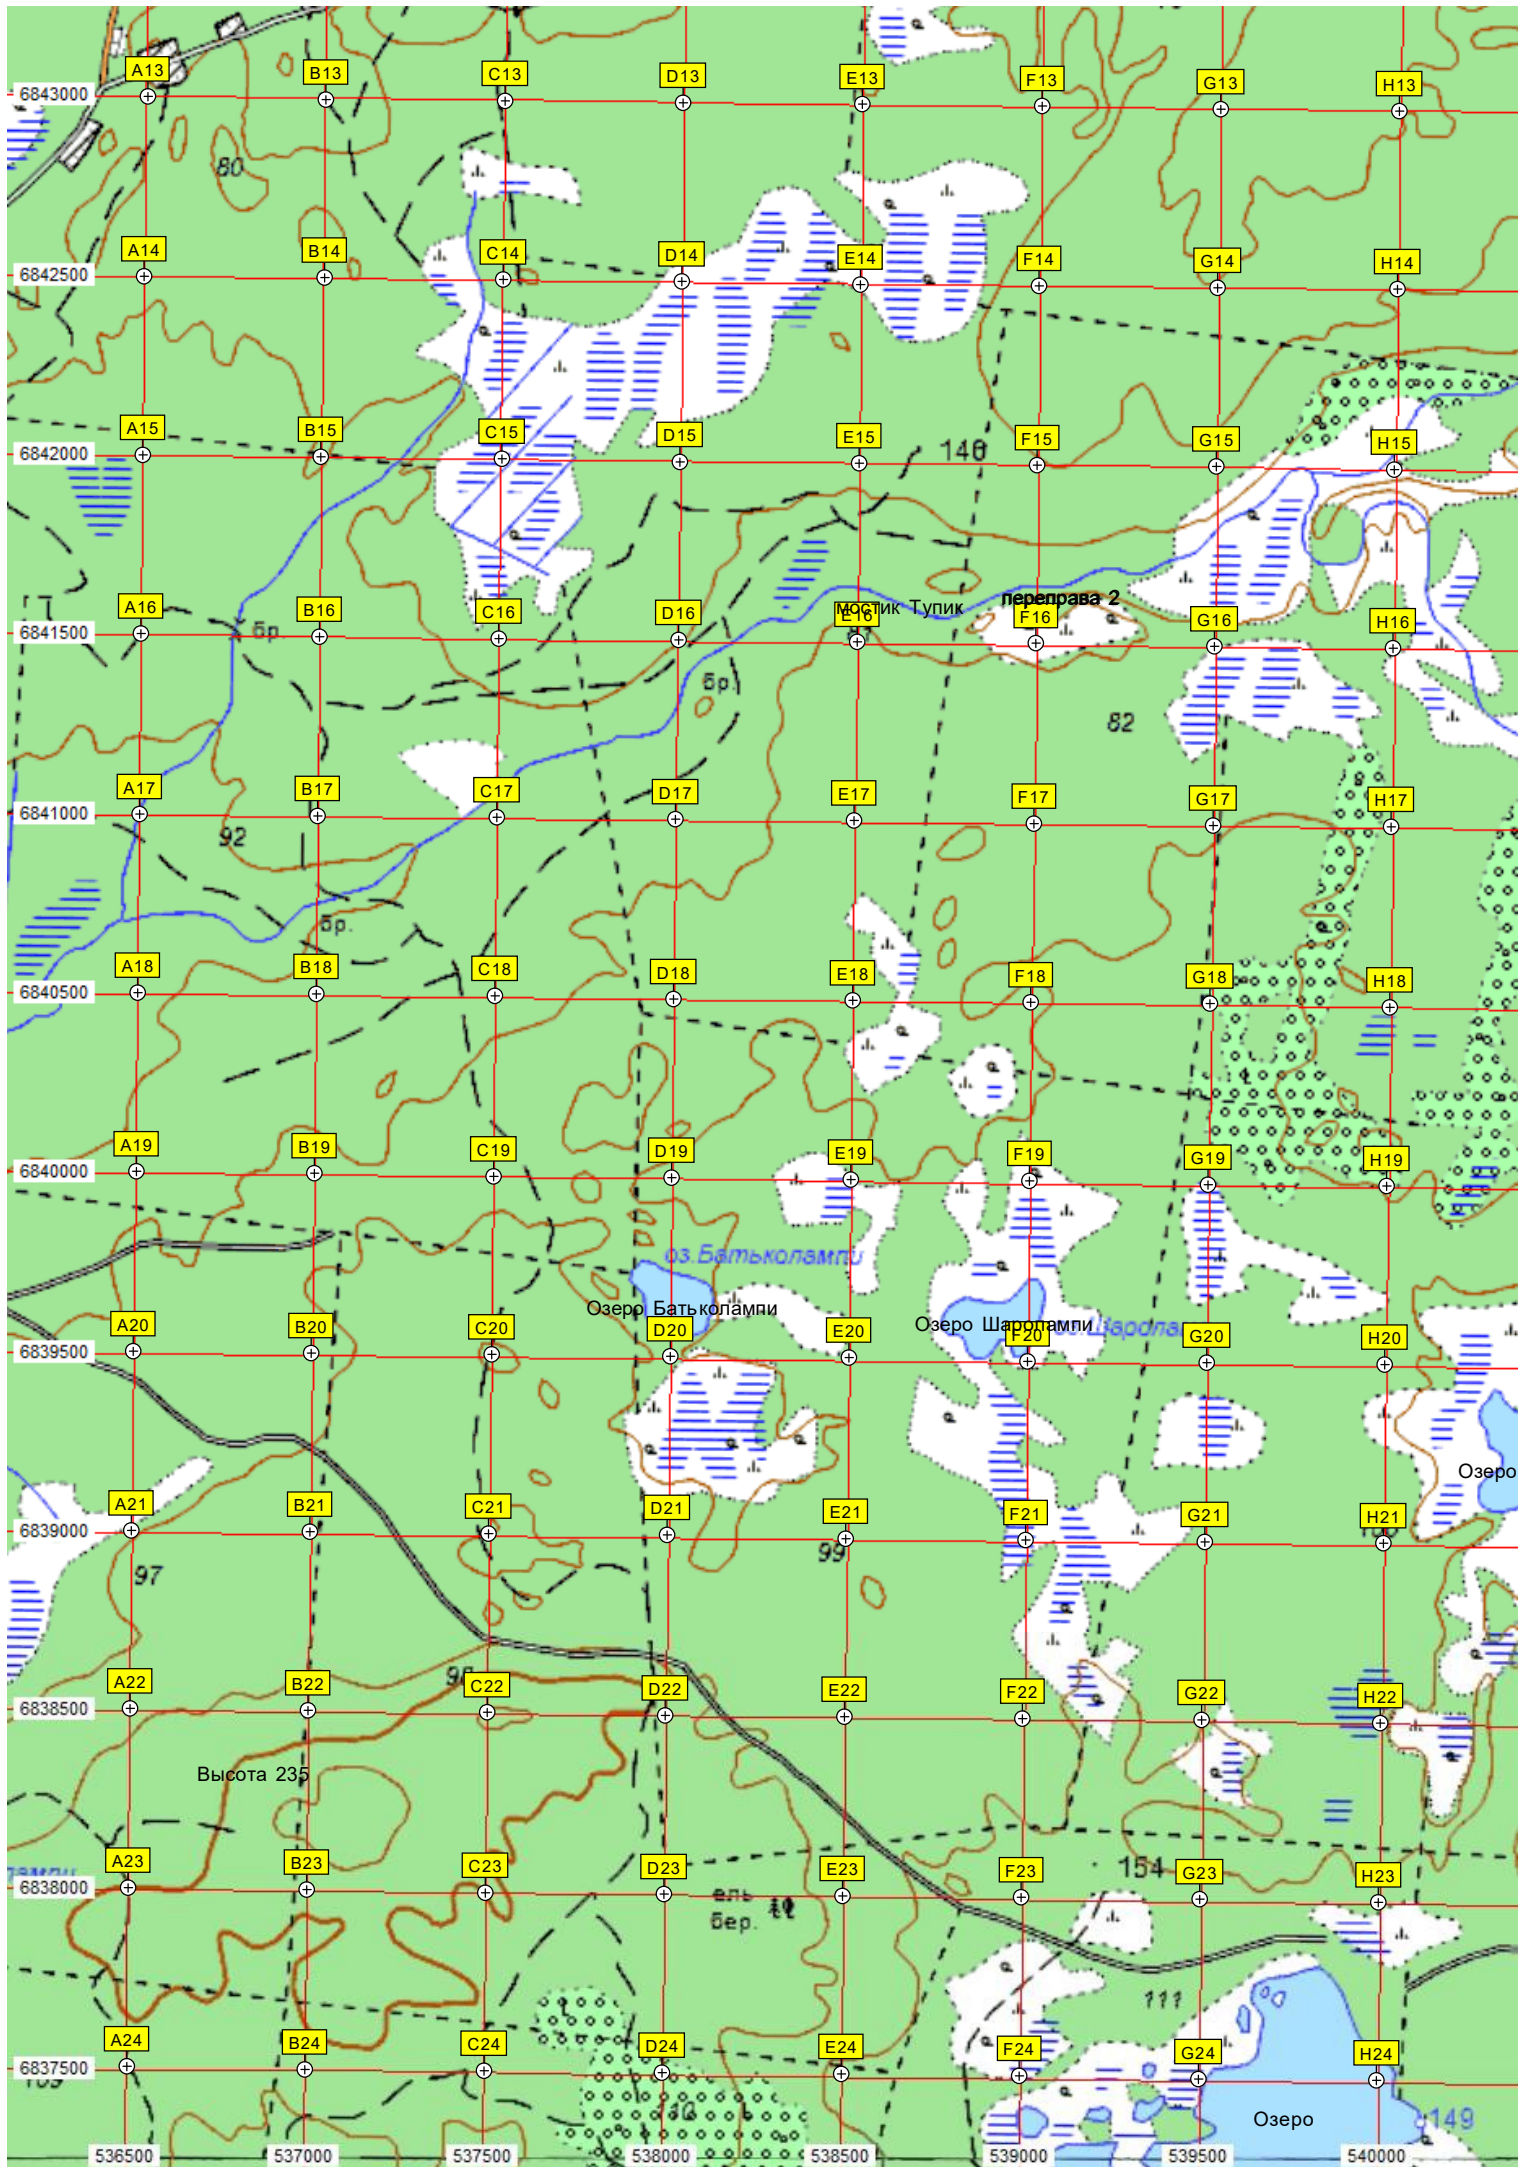 A13 B13 C13 D13 E13 F13 G13 H13
6843000
80
A14 B14 C14 D14 E14 F14 G14 H14
6842500
A15 B15 C15 D15 E15 F15 G15 H15
6842000
146
A16 B16 C16 D16 E16 F16 G16 H16
мостик Тупик
переправа 2
6841500
бр.
бр.
82
A17 B17 C17 D17 E17 F17 G17 H17
6841000
92
бр.
A18 B18 C18 D18 E18 F18 G18 H18
6840500
A19 B19 C19 D19 E19 F19 G19 H19
6840000
оз.Батьколампи
Озеро Батьколампи
Озеро Шаролампи
A20 B20 C20 D20 E20 F20 G20 H20
6839500
Озеро
A21 B21 C21 D21 E21 F21 G21 H21
6839000
99
97
A22 B22 C22 D22 E22 F22 G22 H22
6838500
Высота 235
A23 B23 C23 D23 E23 F23 G23 H23
154
6838000
ель
бер.
111
A24 B24 C24 D24 E24 F24 G24 H24
6837500
Озеро
149
536500 537000 537500 538000 538500 539000 539500 540000